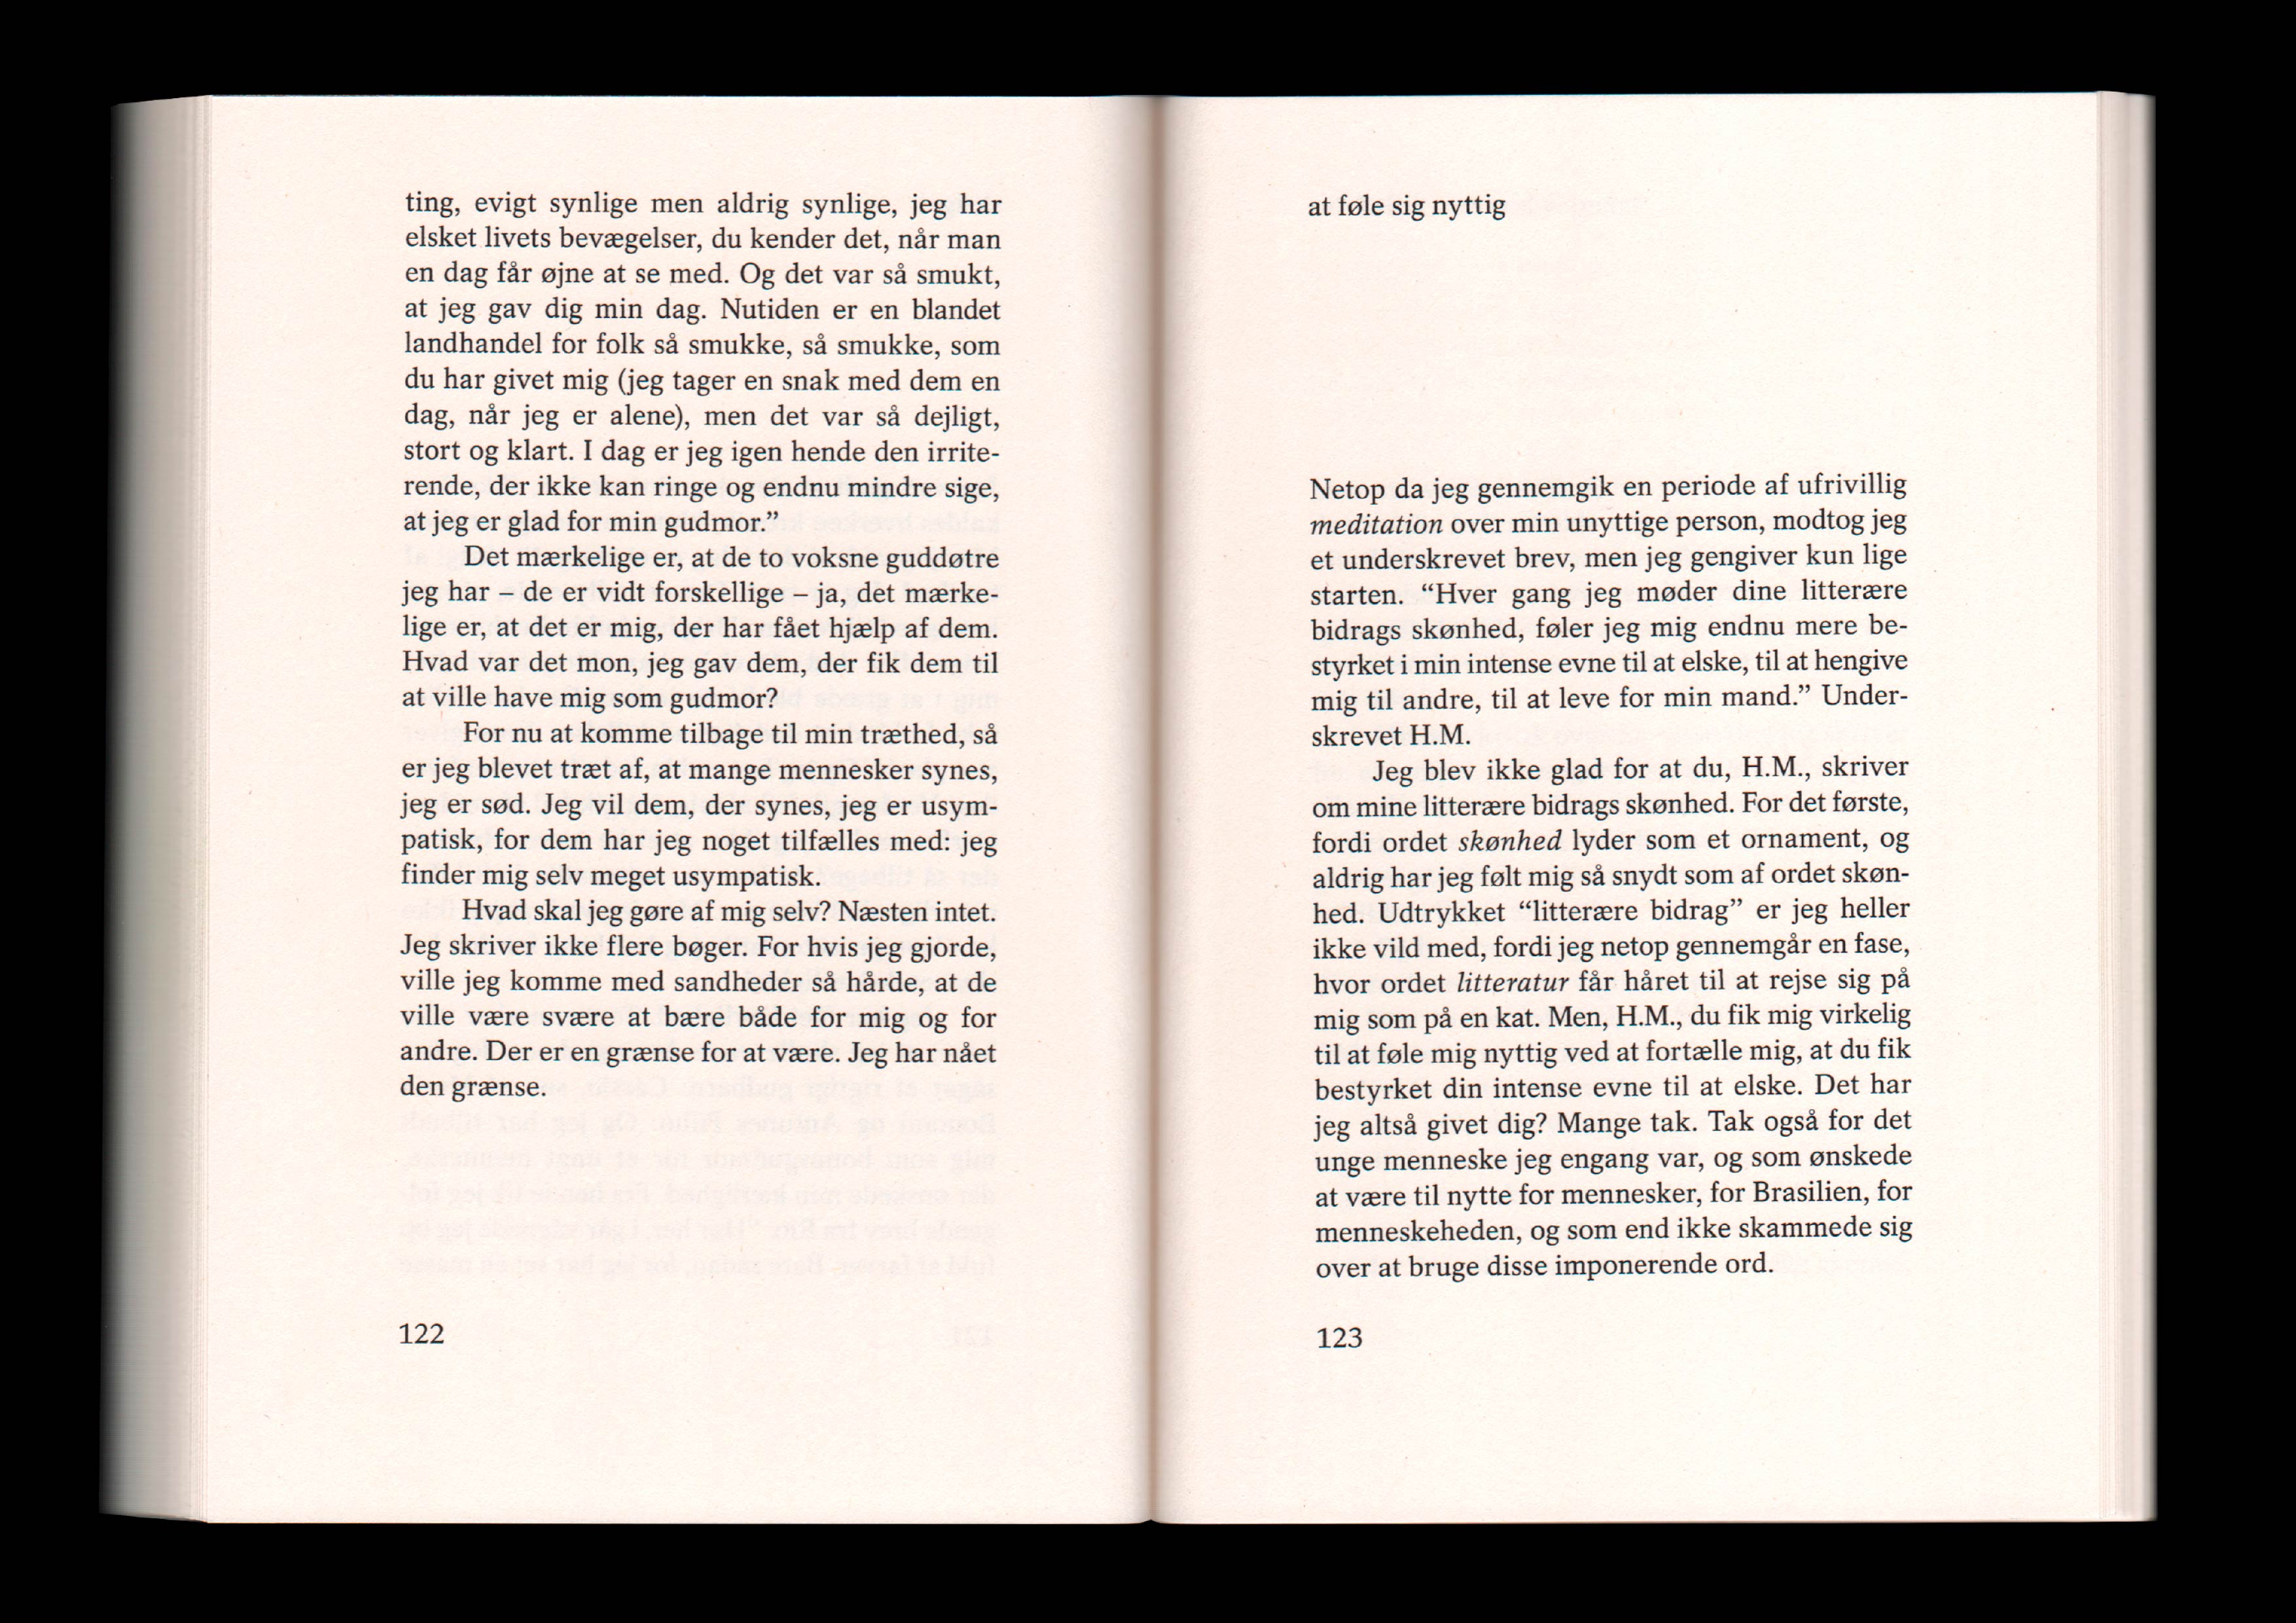 ting, evigt synlige men aldrig synlige, jeg har
elsket livets bevægelser, du kender det, når man
en dag får øjne at se med. Og det var så smukt,
at jeg gav dig min dag. Nutiden er en blandet
landhandel for folk så smukke, så smukke, som
du har givet mig (jeg tager en snak med dem en
dag, når jeg er alene), men det var så dejligt,
stort og klart. I dag er jeg igen hende den irrite-
rende, der ikke kan ringe og endnu mindre sige,
at jeg er glad for min gudmor.”
Det mærkelige er, at de to voksne guddøtre
jeg har – de er vidt forskellige – ja, det mærke-
lige er, at det er mig, der har fået hjælp af dem.
Hvad var det mon, jeg gav dem, der fik dem til
at ville have mig som gudmor?
For nu at komme tilbage til min træthed, så
er jeg blevet træt af, at mange mennesker synes,
jeg er sød. Jeg vil dem, der synes, jeg er usym-
patisk, for dem har jeg noget tilfælles med: jeg
finder mig selv meget usympatisk.
Hvad skal jeg gøre af mig selv? Næsten intet.
Jeg skriver ikke flere bøger. For hvis jeg gjorde,
ville jeg komme med sandheder så hårde, at de
ville være svære at bære både for mig og for
andre. Der er en grænse for at være. Jeg har nået
den grænse.
122
at føle sig nyttig
Netop da jeg gennemgik en periode af ufrivillig
meditation over min unyttige person, modtog jeg
et underskrevet brev, men jeg gengiver kun lige
starten. “Hver gang jeg møder dine litterære
bidrags skønhed, føler jeg mig endnu mere be-
styrket i min intense evne til at elske, til at hengive
mig til andre, til at leve for min mand.” Under-
skrevet H.M.
Jeg blev ikke glad for at du, H.M., skriver
om mine litterære bidrags skønhed. For det første,
fordi ordet skønhed lyder som et ornament, og
aldrig har jeg følt mig så snydt som af ordet skøn-
hed. Udtrykket “litterære bidrag” er jeg heller
ikke vild med, fordi jeg netop gennemgår en fase,
hvor ordet litteratur får håret til at rejse sig på
mig som på en kat. Men, H.M., du fik mig virkelig
til at føle mig nyttig ved at fortælle mig, at du fik
bestyrket din intense evne til at elske. Det har
jeg altså givet dig? Mange tak. Tak også for det
unge menneske jeg engang var, og som ønskede
at være til nytte for mennesker, for Brasilien, for
menneskeheden, og som end ikke skammede sig
over at bruge disse imponerende ord.
123